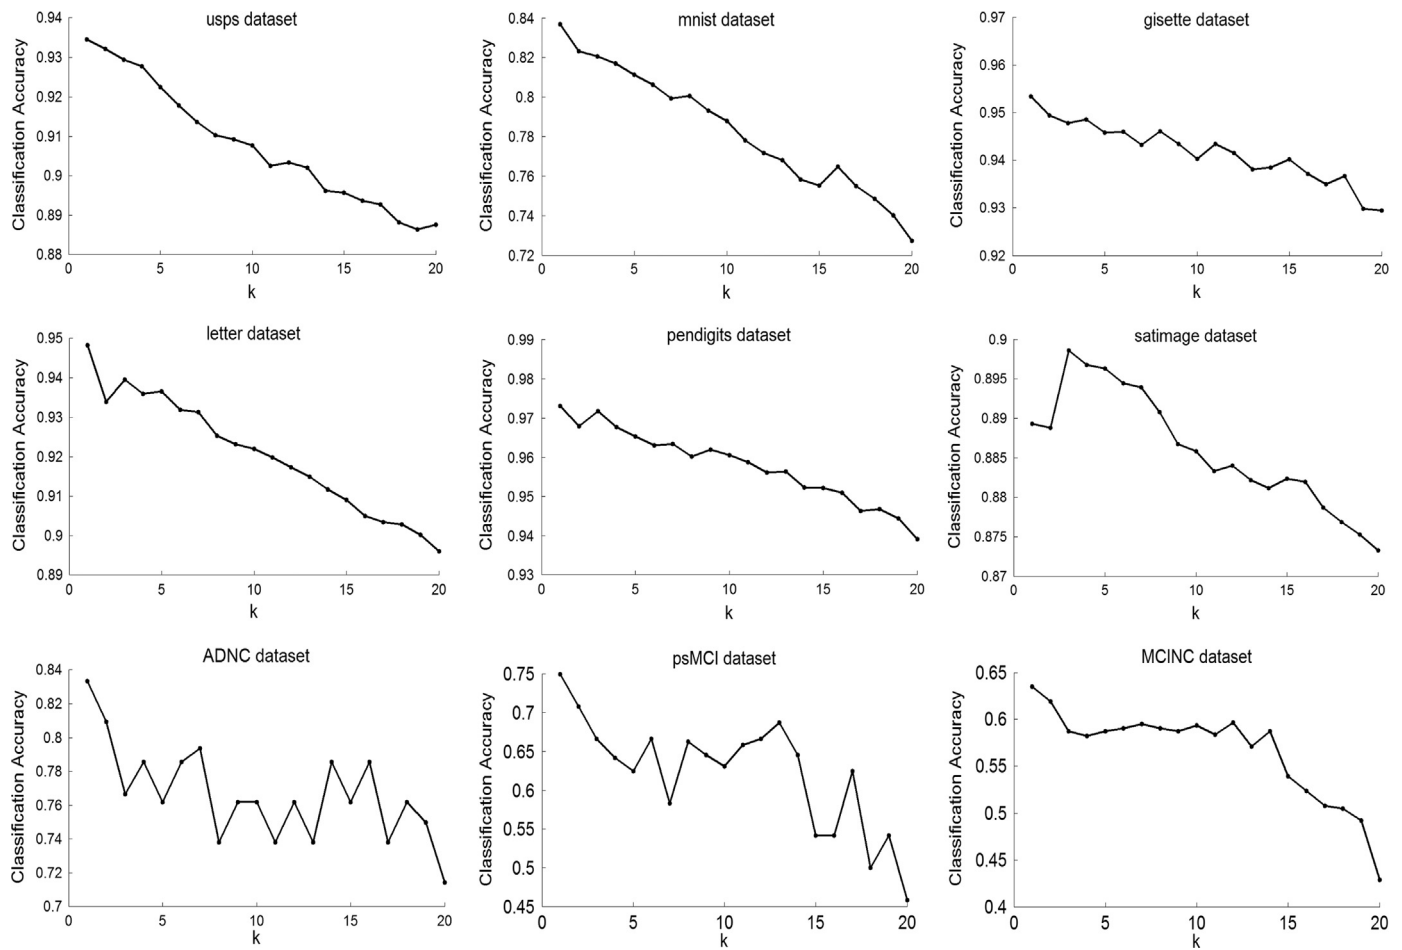 usps dataset
Classification Accuracy
0.94
0.93
0.92
0.91
0.9
0.89
0.88
0 5 10 15 20
k
mnist dataset
Classification Accuracy
0.84
0.82
0.8
0.78
0.76
0.74
0.72
0 5 10 15 20
k
gisette dataset
Classification Accuracy
0.97
0.96
0.95
0.94
0.93
0.92
0 5 10 15 20
k
letter dataset
Classification Accuracy
0.95
0.94
0.93
0.92
0.91
0.9
0.89
0 5 10 15 20
k
pendigits dataset
Classification Accuracy
0.99
0.98
0.97
0.96
0.95
0.94
0.93
0 5 10 15 20
k
satimage dataset
Classification Accuracy
0.9
0.895
0.89
0.885
0.88
0.875
0.87
0 5 10 15 20
k
ADNC dataset
Classification Accuracy
0.84
0.82
0.8
0.78
0.76
0.74
0.72
0.7
0 5 10 15 20
k
psMCI dataset
Classification Accuracy
0.75
0.7
0.65
0.6
0.55
0.5
0.45
0 5 10 15 20
k
MCINC dataset
Classification Accuracy
0.65
0.6
0.55
0.5
0.45
0.4
0 5 10 15 20
k